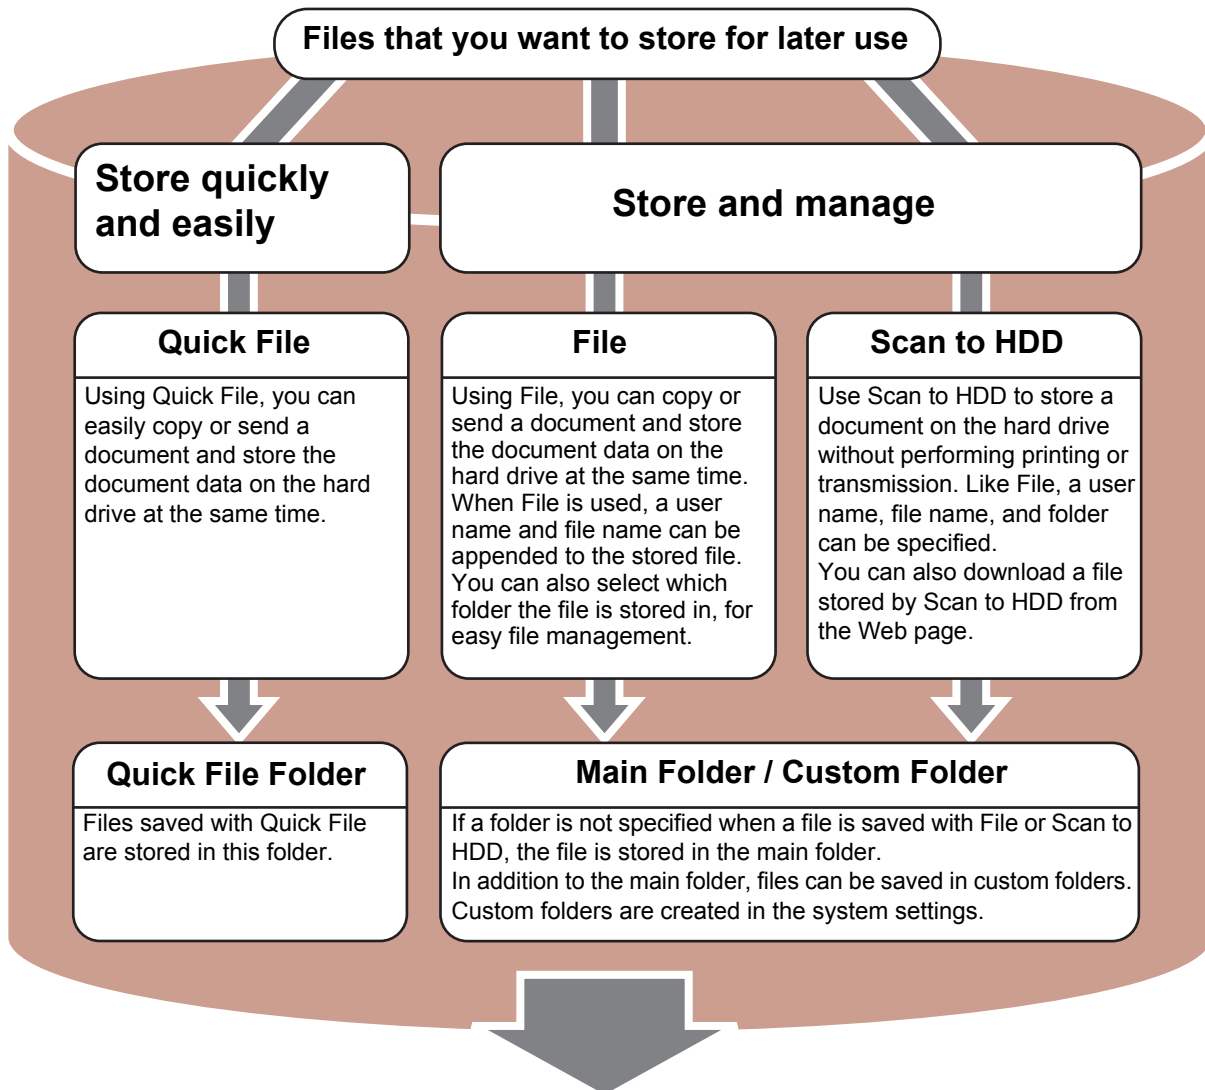 Files that you want to store for later use
Store quickly
and easily
Store and manage
Quick File
Using Quick File, you can
easily copy or send a
document and store the
document data on the hard
drive at the same time.
File
Using File, you can copy or
send a document and store
the document data on the
hard drive at the same time.
When File is used, a user
name and file name can be
appended to the stored file.
You can also select which
folder the file is stored in, for
easy file management.
Scan to HDD
Use Scan to HDD to store a
document on the hard drive
without performing printing or
transmission. Like File, a user
name, file name, and folder
can be specified.
You can also download a file
stored by Scan to HDD from
the Web page.
Quick File Folder
Files saved with Quick File
are stored in this folder.
Main Folder / Custom Folder
If a folder is not specified when a file is saved with File or Scan to
HDD, the file is stored in the main folder.
In addition to the main folder, files can be saved in custom folders.
Custom folders are created in the system settings.